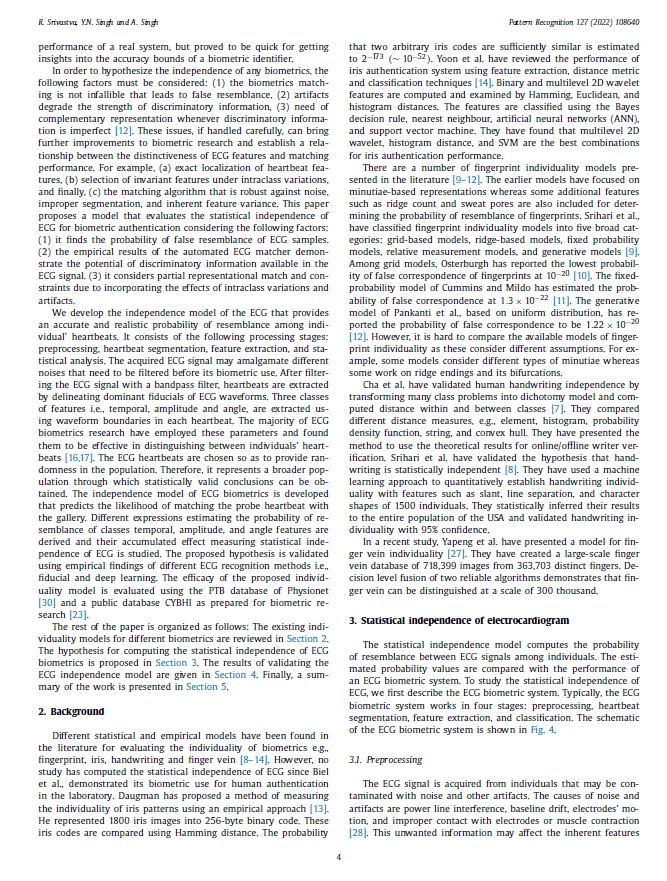 R. Srivastva, Y.N. Singh and A. Singh
Pattern Recognition 127 (2022) 108640
performance of a real system, but proved to be quick for getting
insights into the accuracy bounds of a biometric identifier.
In order to hypothesize the independence of any biometrics, the
following factors must be considered; (1) the biometrics match-
ing is not infallible that leads to false resemblance, (2) artifacts
degrade the strength of discriminatory information, (3) need of
complementary representation whenever discriminatory informa-
tion is imperfect [12]. These issues, if handled carefully, can bring
further improvements to biometric research and establish a rela-
tionship between the distinctiveness of ECG features and matching
performance. For example, (a) exact localization of heartbeat fea-
tures, (b) selection of invariant features under intraclass variations,
and finally, (c) the matching algorithm that is robust against noise,
improper segmentation, and inherent feature variance. This paper
proposes a model that evaluates the statistical independence of
ECG for biometric authentication considering the following factors;
(1) it finds the probability of false resemblance of ECG samples.
(2) the empirical results of the automated ECG matcher demon-
strate the potential of discriminatory information available in the
ECG signal. (3) it considers partial representational match and con-
straints due to incorporating the effects of intraclass variations and
artifacts.
We develop the independence model of the ECG that provides
an accurate and realistic probability of resemblance among indi-
vidual' heartbeats. It consists of the following processing stages;
preprocessing, heartbeat segmentation, feature extraction, and sta-
tistical analysis. The acquired ECG signal may amalgamate different
noises that need to be filtered before its biometric use. After filter-
ing the ECG signal with a bandpass filter, heartbeats are extracted
by delineating dominant fiducials of ECG waveforms. Three classes
of features i.e., temporal, amplitude and angle, are extracted us-
ing waveform boundaries in each heartbeat. The majority of ECG
biometrics research have employed these parameters and found
them to be effective in distinguishing between individuals' heart-
beats [16,17]. The ECG heartbeats are chosen so as to provide ran-
domness in the population. Therefore, it represents a broader pop-
ulation through which statistically valid conclusions can be ob-
tained. The independence model of ECG biometrics is developed
that predicts the likelihood of matching the probe heartbeat with
the gallery. Different expressions estimating the probability of re-
semblance of classes temporal, amplitude, and angle features are
derived and their accumulated effect measuring statistical inde-
pendence of ECG is studied. The proposed hypothesis is validated
using empirical findings of different ECG recognition methods i.e.,
fiducial and deep learning. The efficacy of the proposed individ-
uality model is evaluated using the PTB database of Physionet
[30] and a public database CYBHI as prepared for biometric re-
search [23].
The rest of the paper is organized as follows: The existing indi-
viduality models for different biometrics are reviewed in Section 2.
The hypothesis for computing the statistical independence of ECG
biometrics is proposed in Section 3. The results of validating the
ECG independence model are given in Section 4. Finally, a sum-
mary of the work is presented in Section 5.
2. Background
Different statistical and empirical models have been found in
the literature for evaluating the individuality of biometrics e.g.,
fingerprint, iris, handwriting and finger vein [8–14]. However, no
study has computed the statistical independence of ECG since Biel
et al., demonstrated its biometric use for human authentication
in the laboratory. Daugman has proposed a method of measuring
the individuality of iris patterns using an empirical approach [13].
He represented 1800 iris images into 256-byte binary code. These
iris codes are compared using Hamming distance. The probability
that two arbitrary iris codes are sufficiently similar is estimated
to 2−173 (∼ 10−52). Yoon et al. have reviewed the performance of
iris authentication system using feature extraction, distance metric
and classification techniques [14]. Binary and multilevel 2D wavelet
features are computed and examined by Hamming, Euclidean, and
histogram distances. The features are classified using the Bayes
decision rule, nearest neighbour, artificial neural networks (ANN),
and support vector machine. They have found that multilevel 2D
wavelet, histogram distance, and SVM are the best combinations
for iris authentication performance.
There are a number of fingerprint individuality models pre-
sented in the literature [9–12]. The earlier models have focused on
minutiae-based representations whereas some additional features
such as ridge count and sweat pores are also included for deter-
mining the probability of resemblance of fingerprints. Srihari et al.,
have classified fingerprint individuality models into five broad cat-
egories; grid-based models, ridge-based models, fixed probability
models, relative measurement models, and generative models [9].
Among grid models, Osterburgh has reported the lowest probabil-
ity of false correspondence of fingerprints at 10−20 [10]. The fixed-
probability model of Cummins and Mildo has estimated the prob-
ability of false correspondence at 1.3 × 10−22 [11]. The generative
model of Pankanti et al., based on uniform distribution, has re-
ported the probability of false correspondence to be 1.22 × 10−20
[12]. However, it is hard to compare the available models of finger-
print individuality as these consider different assumptions. For ex-
ample, some models consider different types of minutiae whereas
some work on ridge endings and its bifurcations.
Cha et al. have validated human handwriting independence by
transforming many class problems into dichotomy model and com-
puted distance within and between classes [7]. They compared
different distance measures, e.g., element, histogram, probability
density function, string, and convex hull. They have presented the
method to use the theoretical results for online/offline writer ver-
ification. Srihari et al. have validated the hypothesis that hand-
writing is statistically independent [8]. They have used a machine
learning approach to quantitatively establish handwriting individ-
uality with features such as slant, line separation, and character
shapes of 1500 individuals. They statistically inferred their results
to the entire population of the USA and validated handwriting in-
dividuality with 95% confidence.
In a recent study, Yapeng et al. have presented a model for fin-
ger vein individuality [27]. They have created a large-scale finger
vein database of 718,399 images from 363,703 distinct fingers. De-
cision level fusion of two reliable algorithms demonstrates that fin-
ger vein can be distinguished at a scale of 300 thousand.
3. Statistical independence of electrocardiogram
The statistical independence model computes the probability
of resemblance between ECG signals among individuals. The esti-
mated probability values are compared with the performance of
an ECG biometric system. To study the statistical independence of
ECG, we first describe the ECG biometric system. Typically, the ECG
biometric system works in four stages; preprocessing, heartbeat
segmentation, feature extraction, and classification. The schematic
of the ECG biometric system is shown in Fig. 4.
3.1. Preprocessing
The ECG signal is acquired from individuals that may be con-
taminated with noise and other artifacts. The causes of noise and
artifacts are power line interference, baseline drift, electrodes' mo-
tion, and improper contact with electrodes or muscle contraction
[28]. This unwanted information may affect the inherent features
4